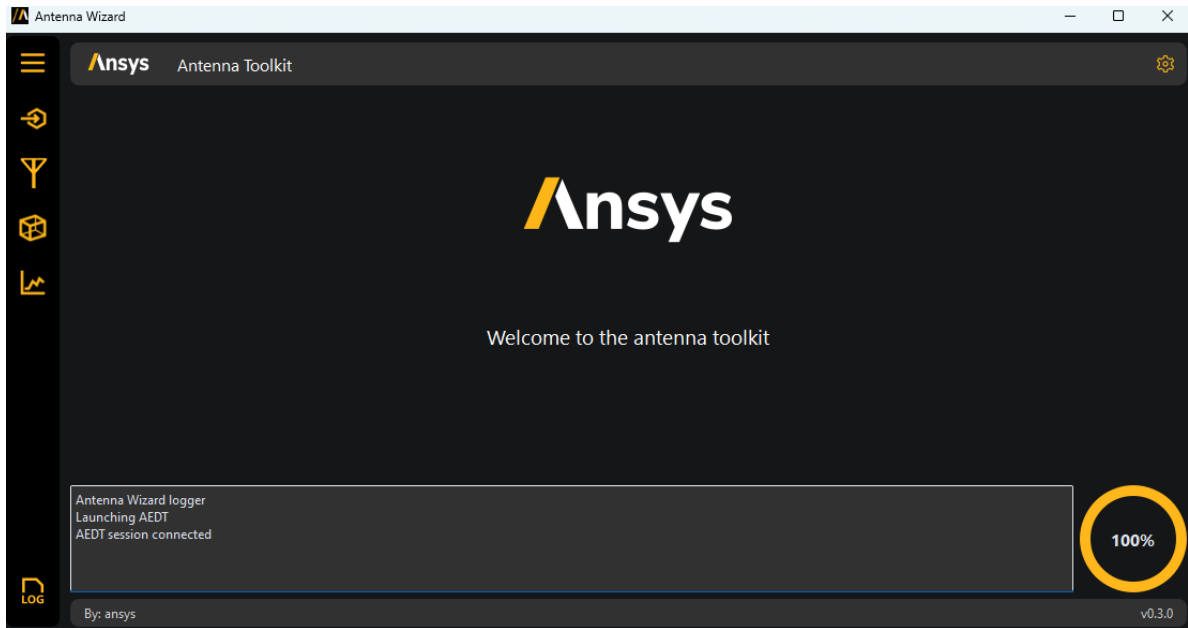 Antenna Wizard
Ansys Antenna Toolkit
Ansys
Welcome to the antenna toolkit
Antenna Wizard logger
Launching AEDT
AEDT session connected
100%
LOG
By: ansys v0.3.0